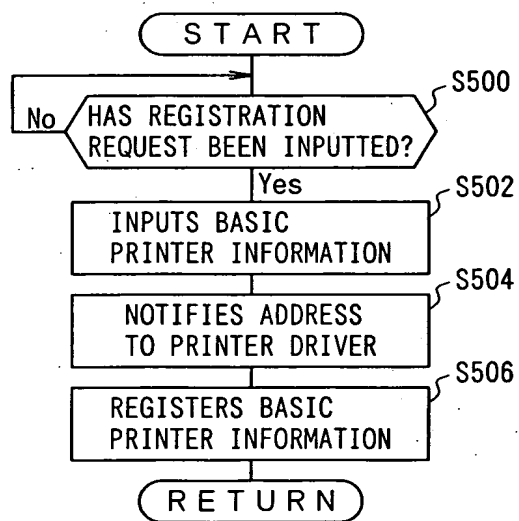 START
S500
HAS REGISTRATION
REQUEST BEEN INPUTTED?
No
Yes
S502
INPUTS BASIC
PRINTER INFORMATION
S504
NOTIFIES ADDRESS
TO PRINTER DRIVER
S506
REGISTERS BASIC
PRINTER INFORMATION
RETURN